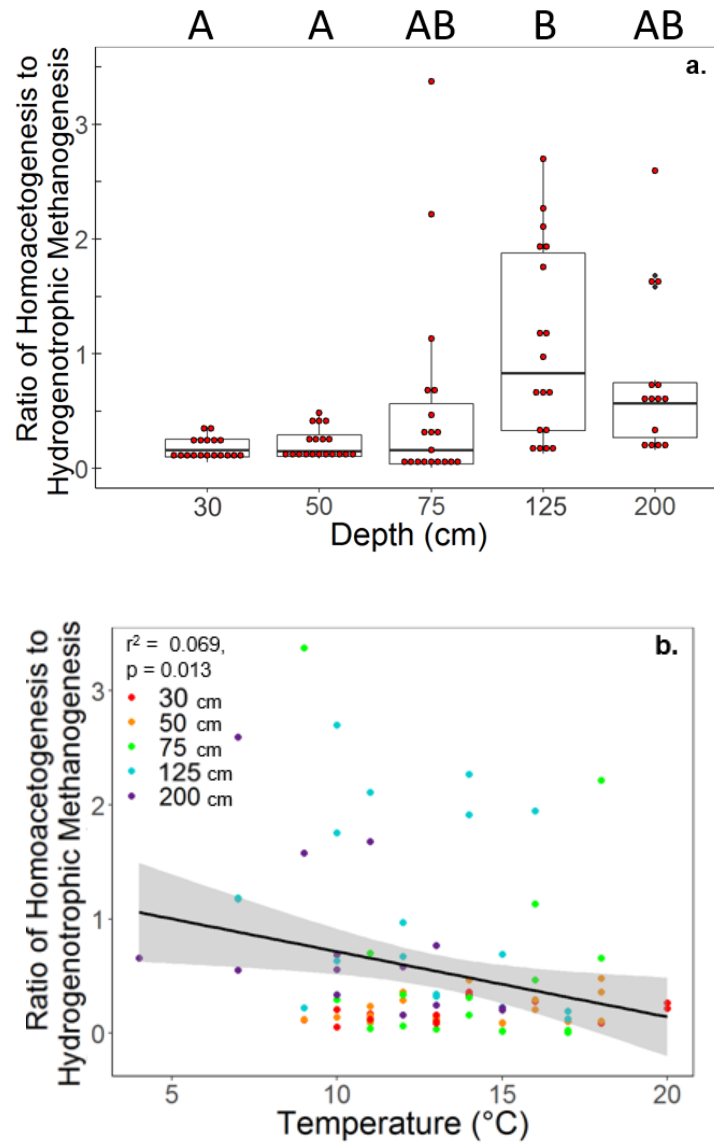 A A AB B AB
a.
Ratio of Homoacetogenesis to
Hydrogenotrophic Methanogenesis
3
2
1
0
30 50 75 125 200
Depth (cm)
r² = 0.069,
p = 0.013
b.
30 cm
50 cm
75 cm
125 cm
200 cm
Ratio of Homoacetogenesis to
Hydrogenotrophic Methanogenesis
3
2
1
0
5 10 15 20
Temperature (°C)